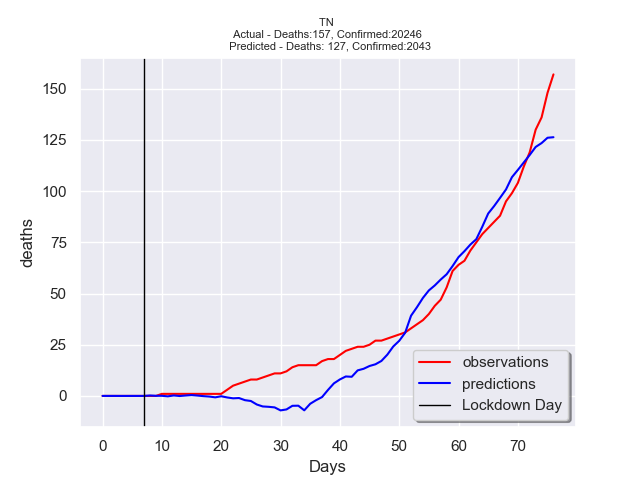 TN
Actual - Deaths:157, Confirmed:20246
Predicted - Deaths: 127, Confirmed:2043
deaths
150
125
100
75
50
25
0
0 10 20 30 40 50 60 70
Days
observations
predictions
Lockdown Day